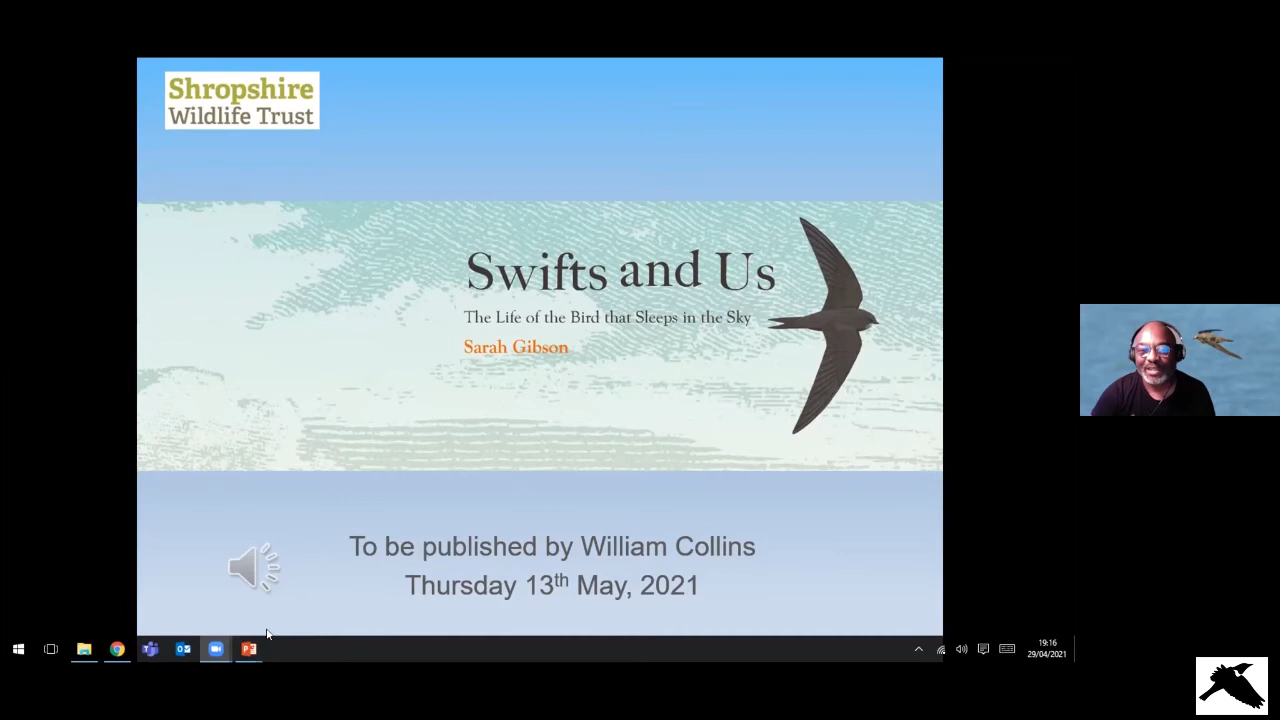 Shropshire
Wildlife Trust
Swifts and Us
The Life of the Bird that Sleeps in the Sky
Sarah Gibson
To be published by William Collins
Thursday 13th May, 2021
19:16
29/04/2021